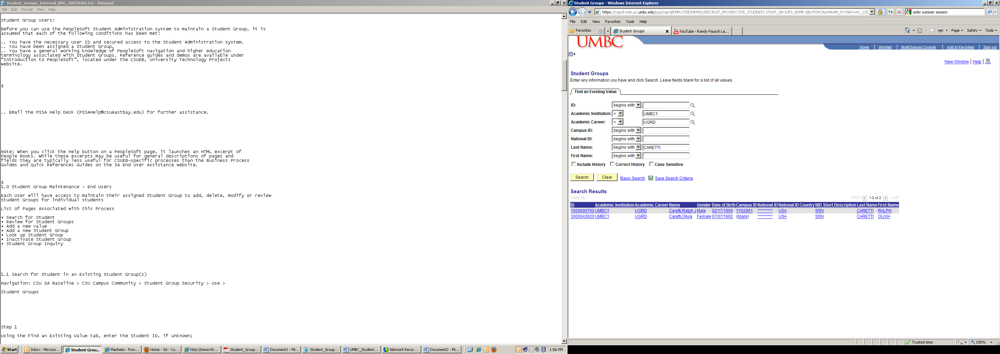 Student_Groups_External_BPG_20070301.txt - Notepad
File Edit Format View Help
Student Group Users:
Before you can use the PeopleSoft Student Administration system to maintain a Student Group, it is
assumed that each of the following conditions has been met:
.. You have the necessary User ID and secured access to the Student Administration system.
.. You have been assigned a Student Group,
.. You have a general working knowledge of PeopleSoft navigation and higher education
terminology associated with Student Groups. Reference guides and demos are available under
“Introduction to PeopleSoft”, located under the CSUEB, University Technology Projects
website.
.. Email the PSSA Help Desk (PSSAHelp@csueastbay.edu) for further assistance.
Note: When you click the Help button on a PeopleSoft page, it launches an HTML excerpt of
People Books. While these excerpts may be useful for general descriptions of pages and
fields they are typically less useful for CSUEB-specific processes than the Business Process
Guides and Quick References Guides on the SA End User Assistance website.
1.0 Student Group Maintenance – End Users
Each User will have access to maintain their assigned Student Group to add, delete, modify or review
Student Groups for individual students
List of Pages Associated with this Process
• Search for Student
• Review for Student Groups
• Add a new value
• Add a new Student Group
• Look up Student Group
• Inactivate Student Group
• Student Group Inquiry
1.1 Search for Student in an Existing Student Group(s)
Navigation: CSU SA Baseline > CSU Campus Community > Student Group Security > Use >
Student Groups
Step 1
Using the Find an Existing Value tab, enter the Student ID, if unknown;
Student Groups - Windows Internet Explorer
https://csprd-web.ps.umbc.edu/psp/csprd/EMPLOYEE/HRMS/c/RECRUIT_PROSPECTIVE_STUDENTS.STDNT_GROUPS_ADMP.GBL?PORTALPARAM_PTCNAV=HC_STD
umbc summer session
File Edit View Favorites Tools Help
Favorites
Student Groups
YouTube - Randy Pausch La...
Page Safety Tools
UMBC
Home Worklist MultiChannel Console Add to Favorites Sign out
New Window | Help | http
Student Groups
Enter any information you have and click Search. Leave fields blank for a list of all values.
Find an Existing Value
ID: begins with
Academic Institution: = UMBC1
Academic Career: = UGRD
Campus ID: begins with
National ID: begins with
Last Name: begins with CARETTI
First Name: begins with
Include History Correct History Case Sensitive
Search Clear Basic Search Save Search Criteria
Search Results
View All First 1-2 of 2 Last
ID Academic Institution Academic Career Name Gender Date of Birth Campus ID National ID National ID Country NID Short Description Last Name First Name
1000000762 UMBC1 UGRD Caretti,Ralph J Male 02/17/1966 YY62961 ********* USA SSN CARETTI RALPH
3000043620 UMBC1 UGRD Caretti,Olivia Female 07/07/1992 (blank) ********* USA SSN CARETTI OLIVIA
Trusted sites 100%
Start Inbox - Microso... Student Grou... Manheim - Pow... Home - SA - Co... http://mmsc40... Student_Group... Document1 - Mi... Student_Group... UMBC_Student... Network Recor... Document2 - Mi... 1:56 PM